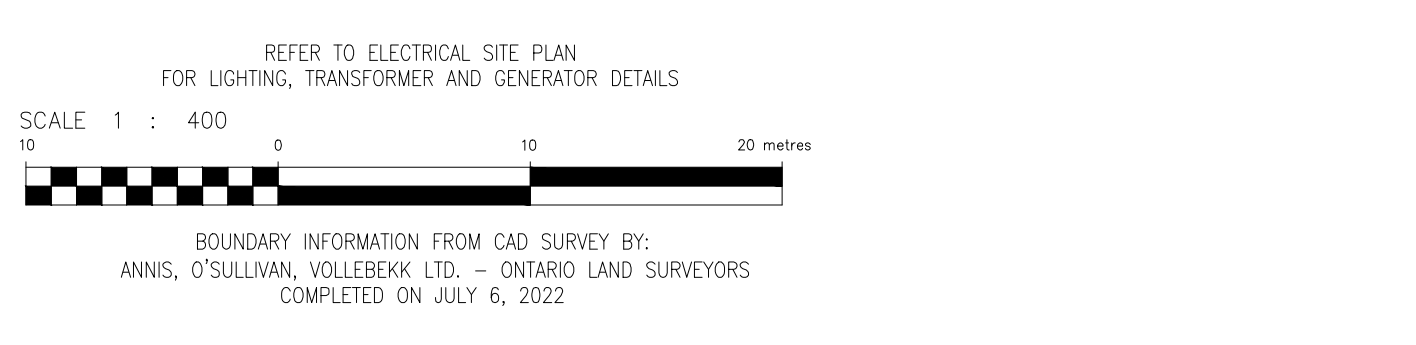 REFER TO ELECTRICAL SITE PLAN
FOR LIGHTING, TRANSFORMER AND GENERATOR DETAILS
SCALE 1 : 400
10 0 10 20 metres
BOUNDARY INFORMATION FROM CAD SURVEY BY:
ANNIS, O'SULLIVAN, VOLLEBEKK LTD. – ONTARIO LAND SURVEYORS
COMPLETED ON JULY 6, 2022